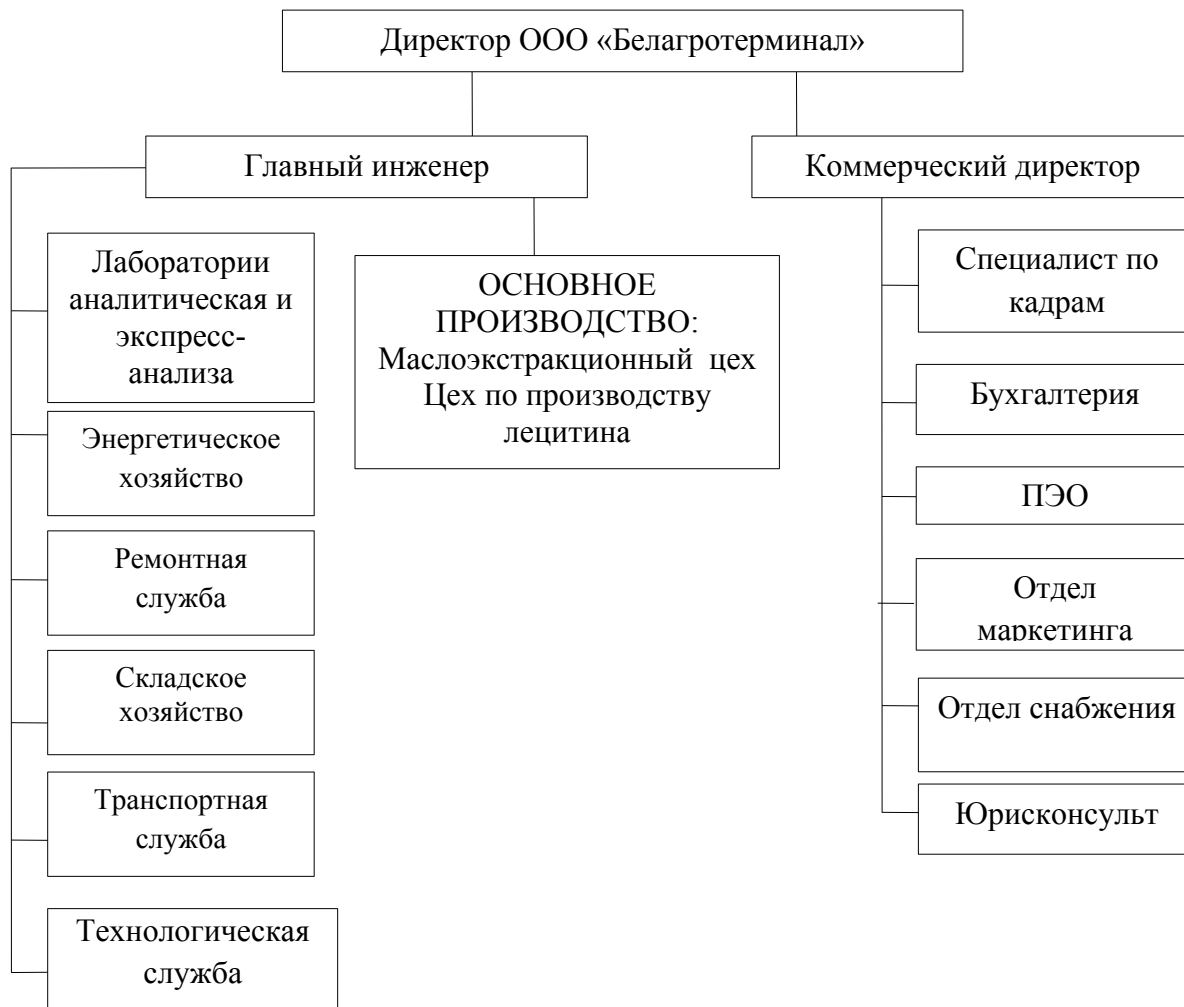 Директор ООО «Белагротерминал»
Главный инженер
Коммерческий директор
Лаборатории
аналитическая и
экспресс-
анализа
Энергетическое
хозяйство
Ремонтная
служба
Складское
хозяйство
Транспортная
служба
Технологическая
служба
ОСНОВНОЕ
ПРОИЗВОДСТВО:
Маслоэкстракционный цех
Цех по производству
лецитина
Специалист по
кадрам
Бухгалтерия
ПЭО
Отдел
маркетинга
Отдел снабжения
Юрисконсульт